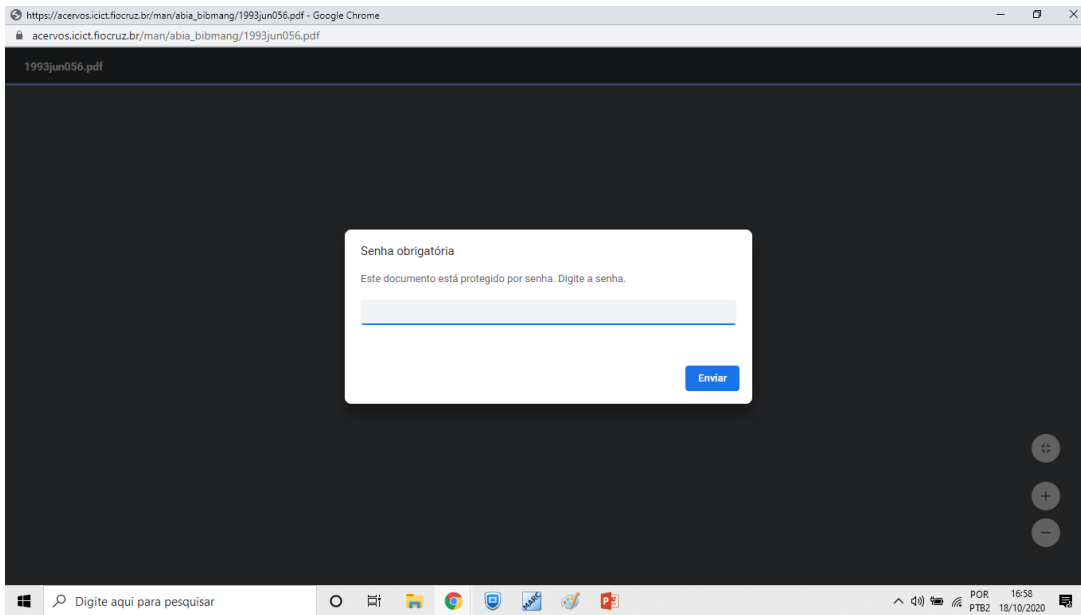 https://acervos.icict.fiocruz.br/man/abia_bibmang/1993jun056.pdf - Google Chrome
acervos.icict.fiocruz.br/man/abia_bibmang/1993jun056.pdf
1993jun056.pdf
Senha obrigatória
Este documento está protegido por senha. Digite a senha.
Enviar
Digite aqui para pesquisar
MARC
POR
16:58
PTB2
18/10/2020